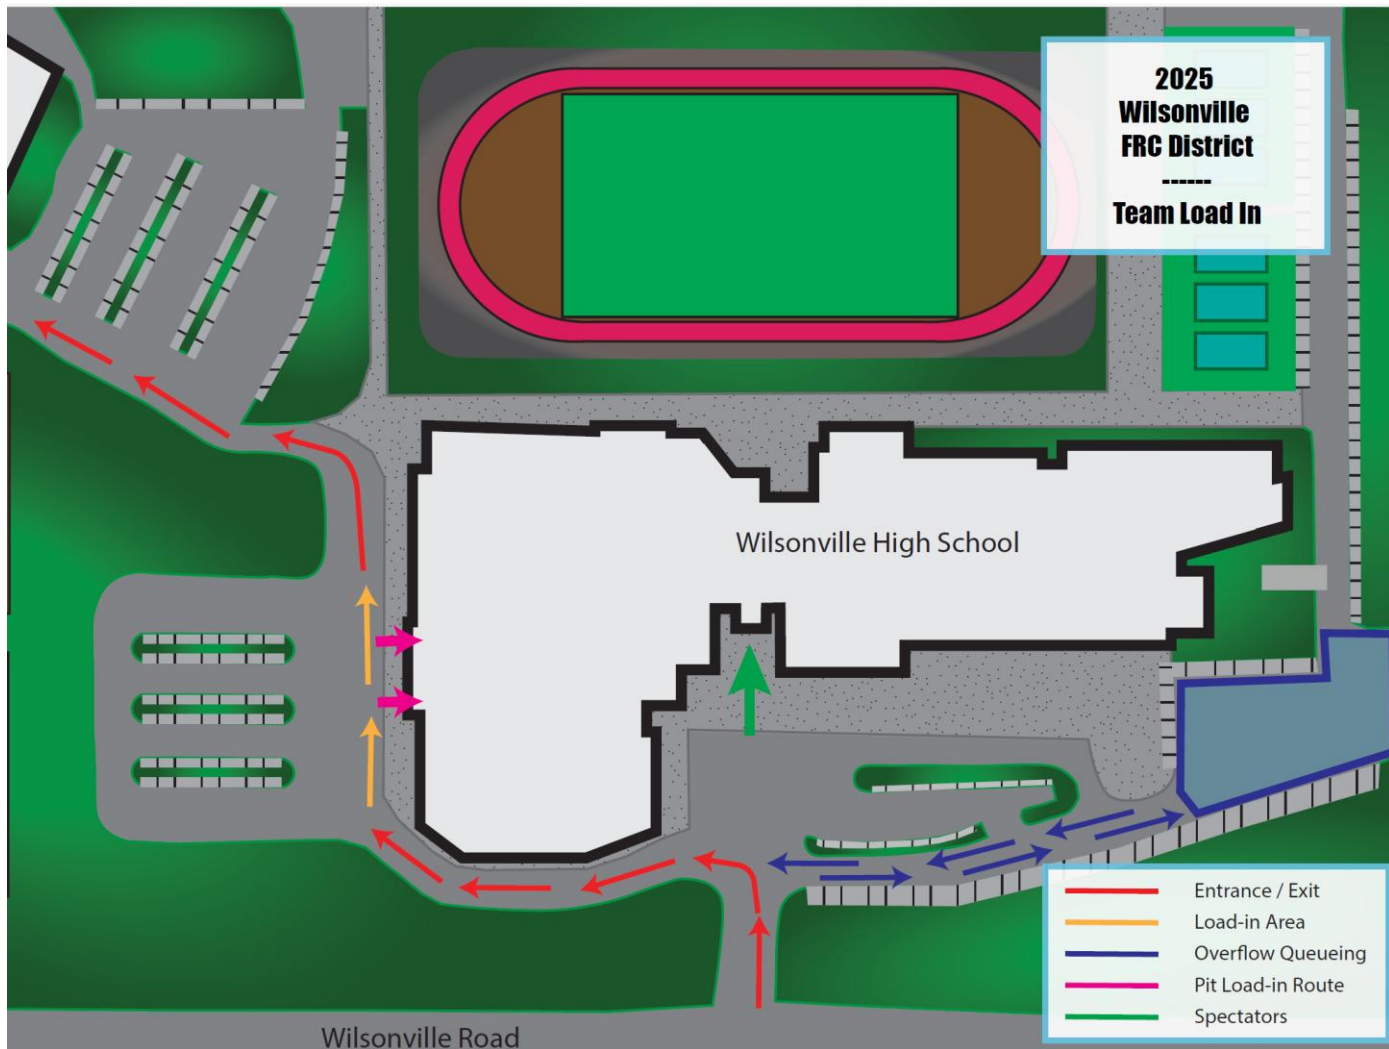 2025
Wilsonville
FRC District
------
Team Load In
Wilsonville High School
Entrance / Exit
Load-in Area
Overflow Queueing
Pit Load-in Route
Spectators
Wilsonville Road